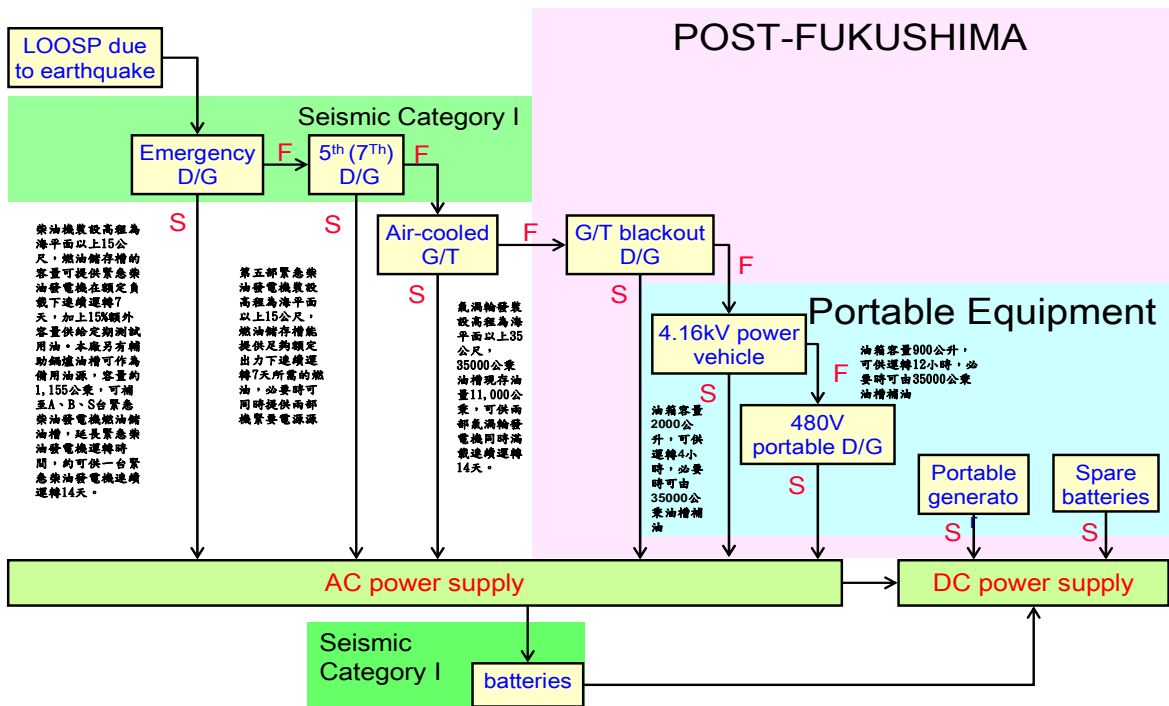 POST-FUKUSHIMA
LOOSP due
to earthquake
Seismic Category I
Emergency
D/G
F
5th (7Th)
D/G
F
S
S
Air-cooled
G/T
F
G/T blackout
D/G
F
S
S
柴油機裝設高程為
海平面以上15公
尺，燃油儲存槽的
容量可提供緊急柴
油發電機在額定負
載下連續運轉7
天，加上15%額外
容量供給定期測試
用油。本廠另有輔
助鍋爐油槽可作為
備用油源，容量約
1,155公秉，可補
至A、B、S台緊急
柴油發電機燃油儲
油槽，延長緊急柴
油發電機運轉時
間，約可供一台緊
急柴油發電機連續
運轉14天。
第五部緊急柴
油發電機裝設
高程為海平面
以上15公尺，
燃油儲存槽能
提供足夠額定
出力下連續運
轉7天所需的燃
油，必要時可
同時提供兩部
機緊要電源源
氣渦輪發裝
設高程為海
平面以上35
公尺，
35000公秉
油槽現存油
量11,000公
秉，可供兩
部氣渦輪發
電機同時滿
載連續運轉
14天。
Portable Equipment
4.16kV power
vehicle
F
S
油箱容量900公升，
可供運轉12小時，必
要時可由35000公秉
油槽補油
油箱容量
2000公
升，可供
運轉4小
時，必要
時可由
35000公
秉油槽補
油
480V
portable D/G
S
Portable
generato
r
S
Spare
batteries
S
AC power supply
DC power supply
Seismic
Category I
batteries